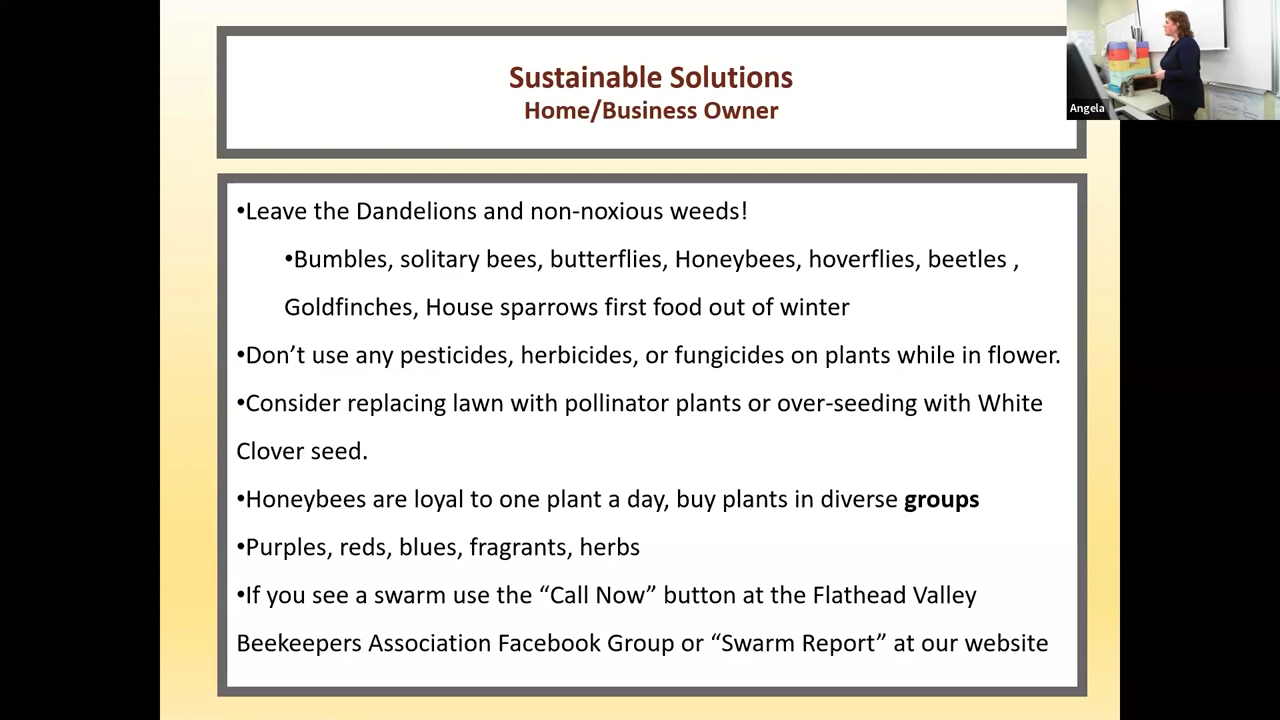 Sustainable Solutions
Home/Business Owner
Angela
•Leave the Dandelions and non-noxious weeds!
•Bumbles, solitary bees, butterflies, Honeybees, hoverflies, beetles ,
Goldfinches, House sparrows first food out of winter
•Don’t use any pesticides, herbicides, or fungicides on plants while in flower.
•Consider replacing lawn with pollinator plants or over-seeding with White
Clover seed.
•Honeybees are loyal to one plant a day, buy plants in diverse groups
•Purples, reds, blues, fragrants, herbs
•If you see a swarm use the “Call Now” button at the Flathead Valley
Beekeepers Association Facebook Group or “Swarm Report” at our website